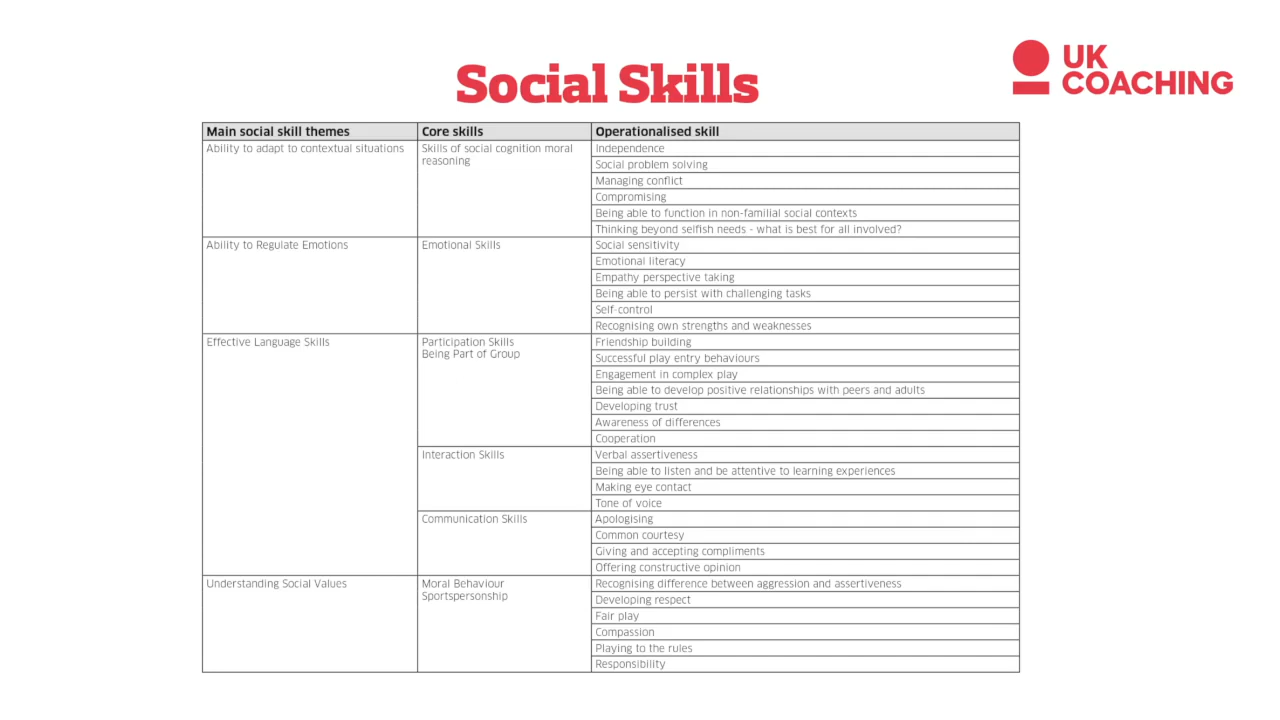 Social Skills
UK
COACHING
Main social skill themes Core skills Operationalised skill
Ability to adapt to contextual situations Skills of social cognition moral Independence
reasoning
Social problem solving
Managing conflict
Compromising
Being able to function in non-familial social contexts
Thinking beyond selfish needs - what is best for all involved?
Ability to Regulate Emotions Emotional Skills Social sensitivity
Emotional literacy
Empathy perspective taking
Being able to persist with challenging tasks
Self-control
Recognising own strengths and weaknesses
Effective Language Skills Participation Skills Friendship building
Being Part of Group
Successful play entry behaviours
Engagement in complex play
Being able to develop positive relationships with peers and adults
Developing trust
Awareness of differences
Cooperation
Interaction Skills Verbal assertiveness
Being able to listen and be attentive to learning experiences
Making eye contact
Tone of voice
Communication Skills Apologising
Common courtesy
Giving and accepting compliments
Offering constructive opinion
Understanding Social Values Moral Behaviour Recognising difference between aggression and assertiveness
Sportspersonship
Developing respect
Fair play
Compassion
Playing to the rules
Responsibility